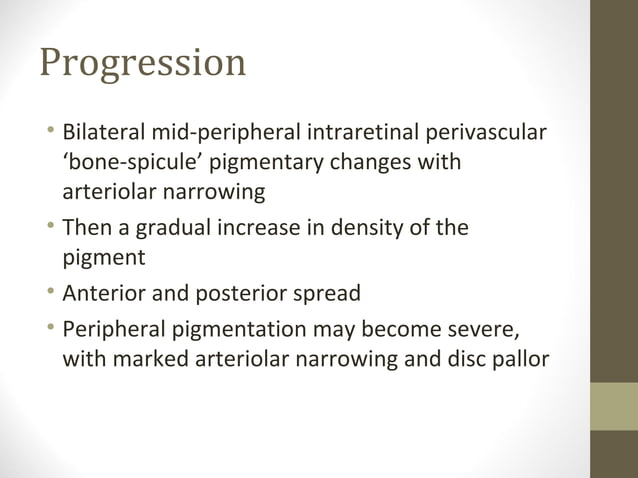 Progression
• Bilateral mid-peripheral intraretinal perivascular
‘bone-spicule’ pigmentary changes with
arteriolar narrowing
• Then a gradual increase in density of the
pigment
• Anterior and posterior spread
• Peripheral pigmentation may become severe,
with marked arteriolar narrowing and disc pallor